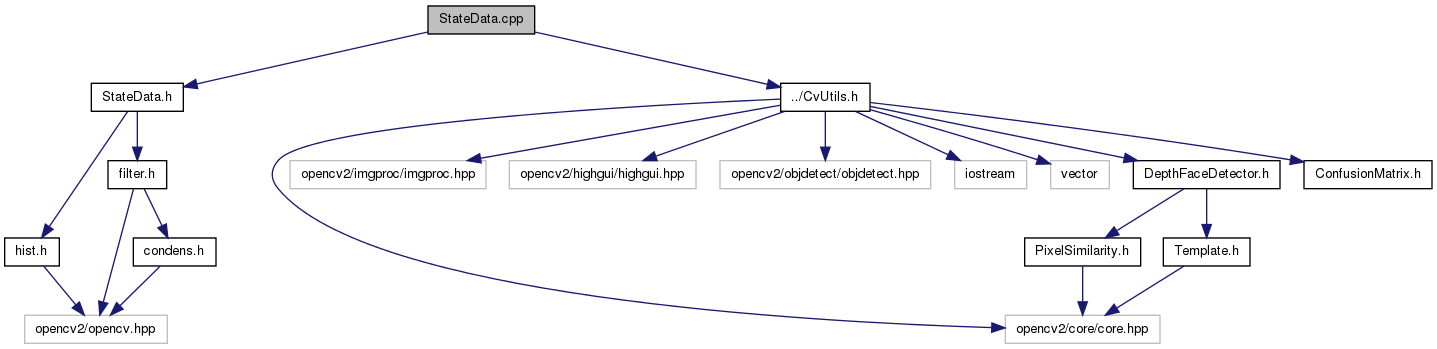 StateData.cpp
StateData.h
../CvUtils.h
filter.h
opencv2/imgproc/imgproc.hpp
opencv2/highgui/highgui.hpp
opencv2/objdetect/objdetect.hpp
iostream
vector
DepthFaceDetector.h
ConfusionMatrix.h
hist.h
condens.h
PixelSimilarity.h
Template.h
opencv2/opencv.hpp
opencv2/core/core.hpp